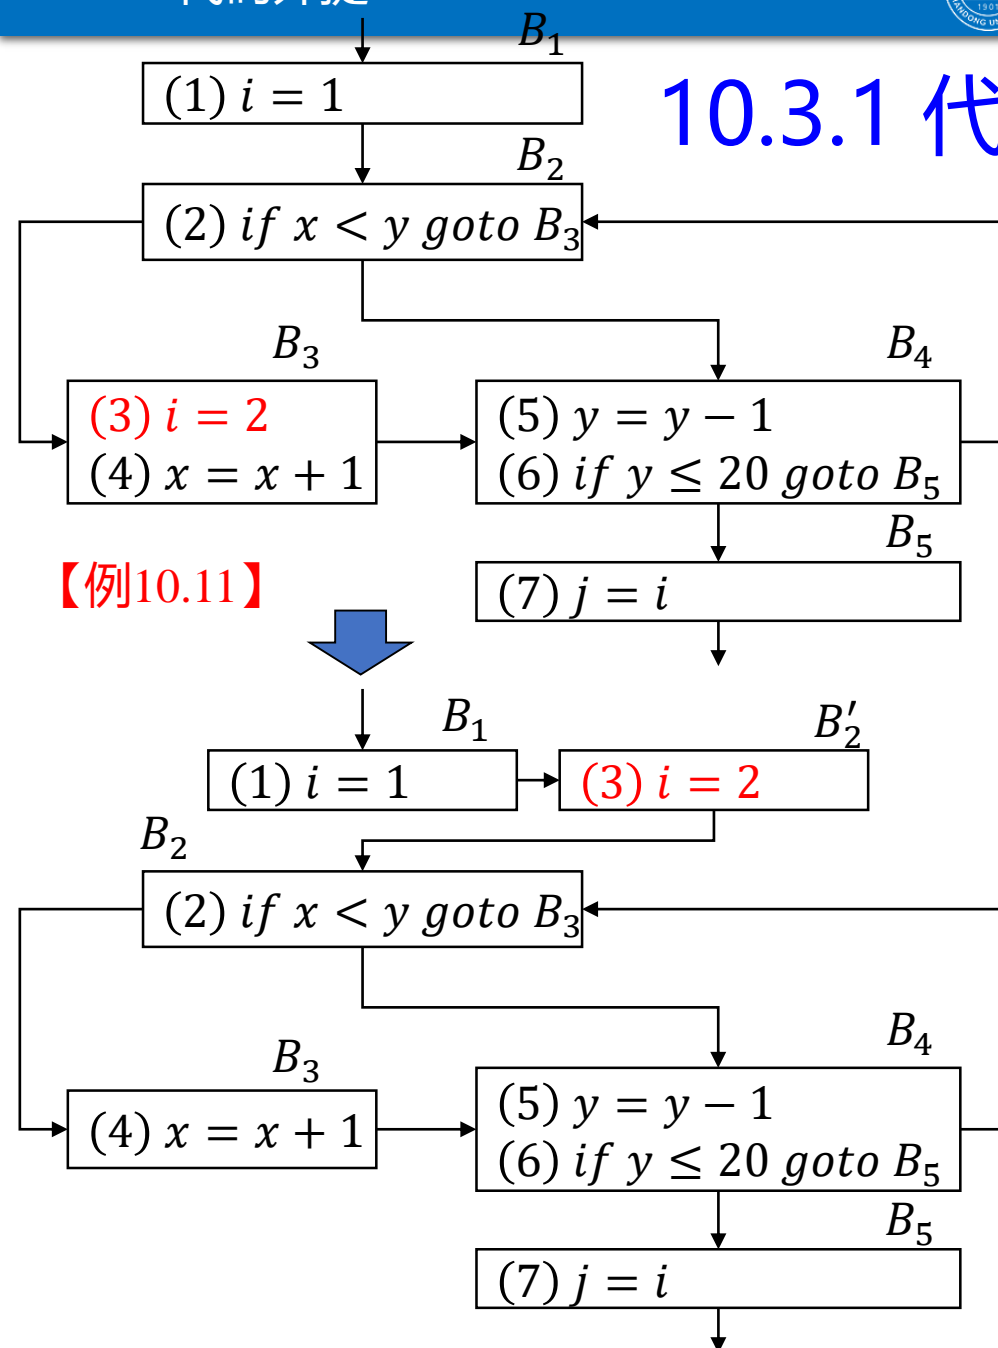 B₁
10.3.1 代
(1) i = 1
B₂
(2) if x < y goto B₃
B₃
B₄
(3) i = 2
(4) x = x + 1
(5) y = y − 1
(6) if y ≤ 20 goto B₅
B₅
【例10.11】
(7) j = i
B₁
B₂′
(1) i = 1
(3) i = 2
B₂
(2) if x < y goto B₃
B₃
B₄
(4) x = x + 1
(5) y = y − 1
(6) if y ≤ 20 goto B₅
B₅
(7) j = i